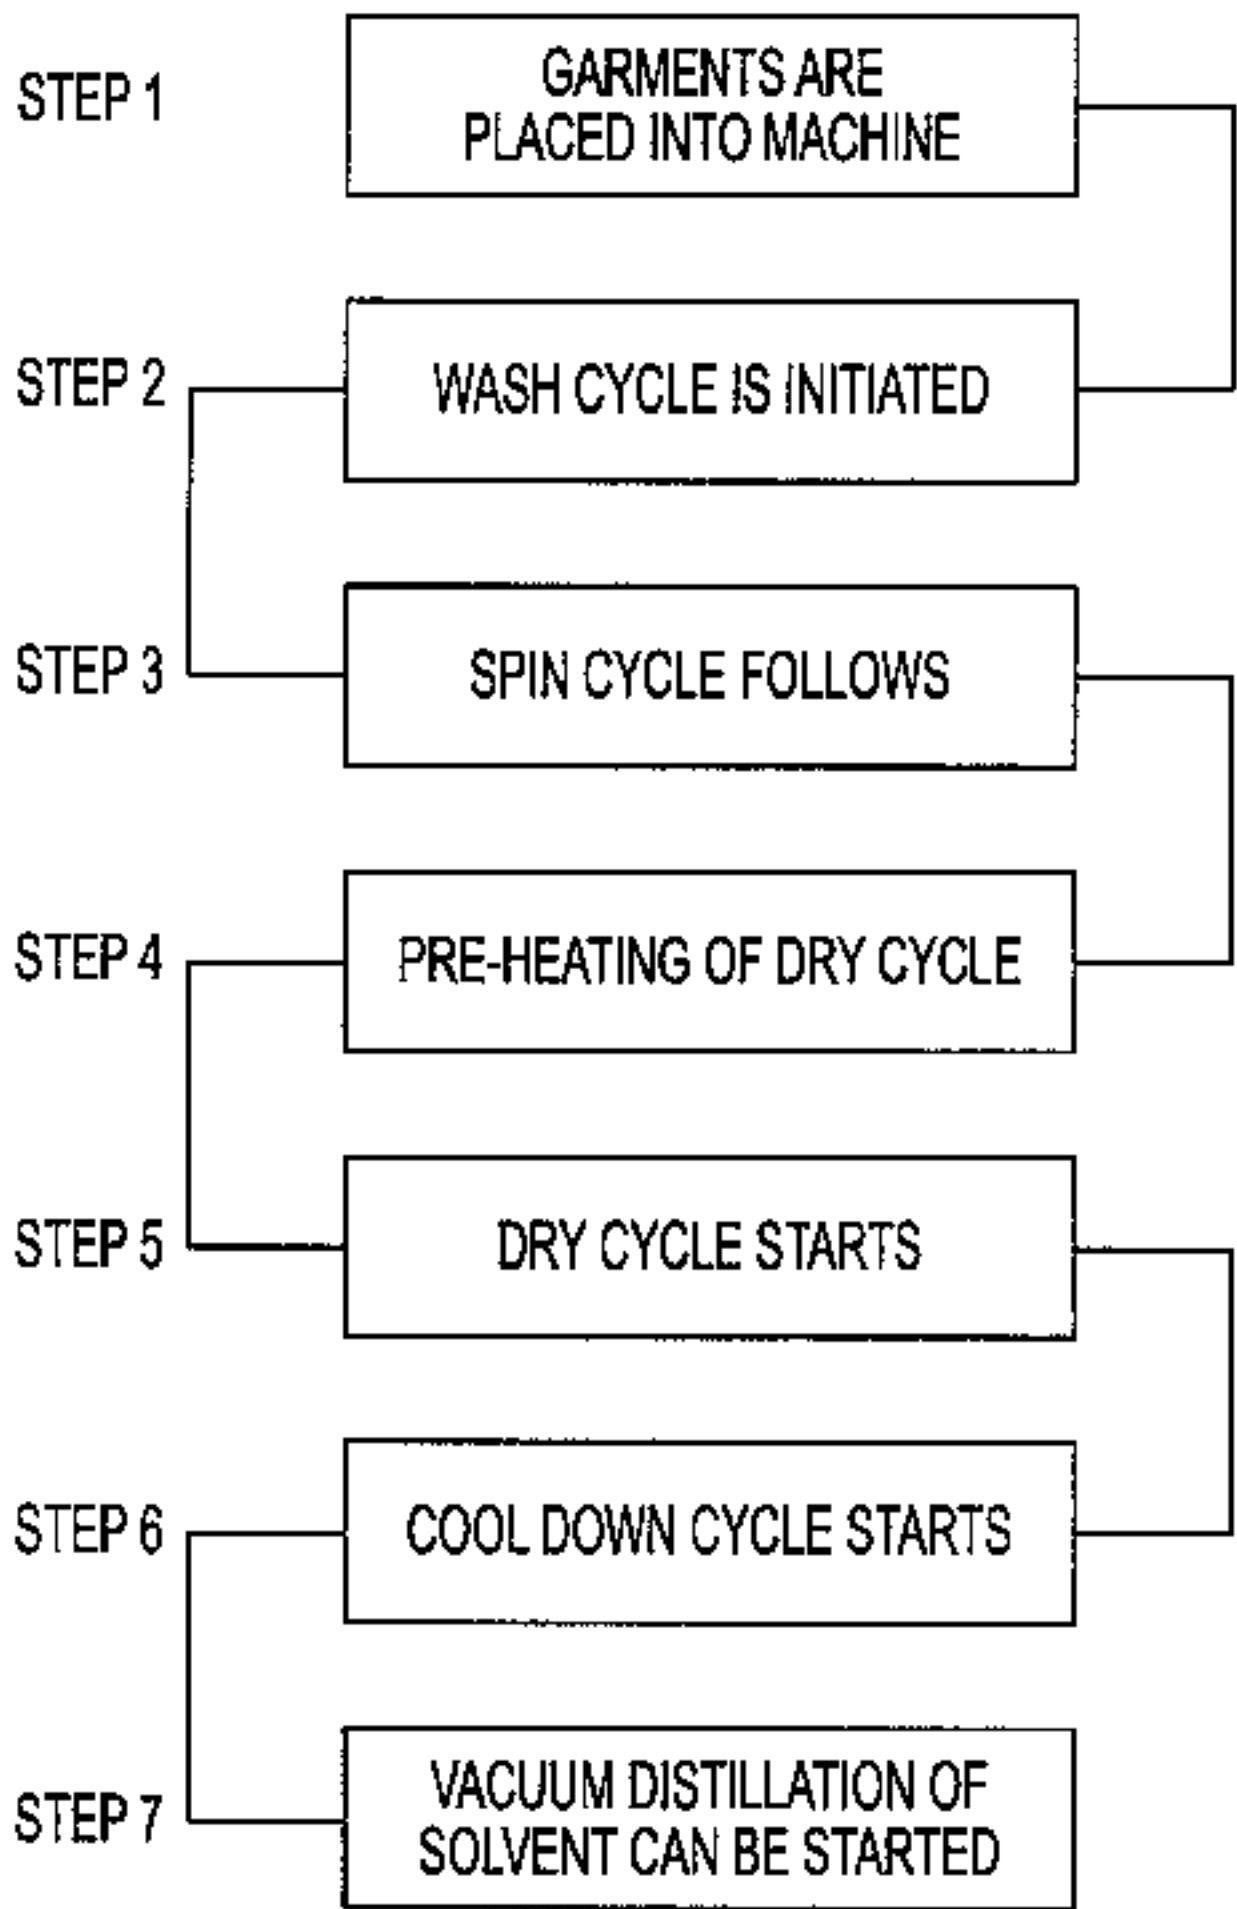 STEP 1
GARMENTS ARE
PLACED INTO MACHINE
STEP 2
WASH CYCLE IS INITIATED
STEP 3
SPIN CYCLE FOLLOWS
STEP 4
PRE-HEATING OF DRY CYCLE
STEP 5
DRY CYCLE STARTS
STEP 6
COOL DOWN CYCLE STARTS
STEP 7
VACUUM DISTILLATION OF
SOLVENT CAN BE STARTED